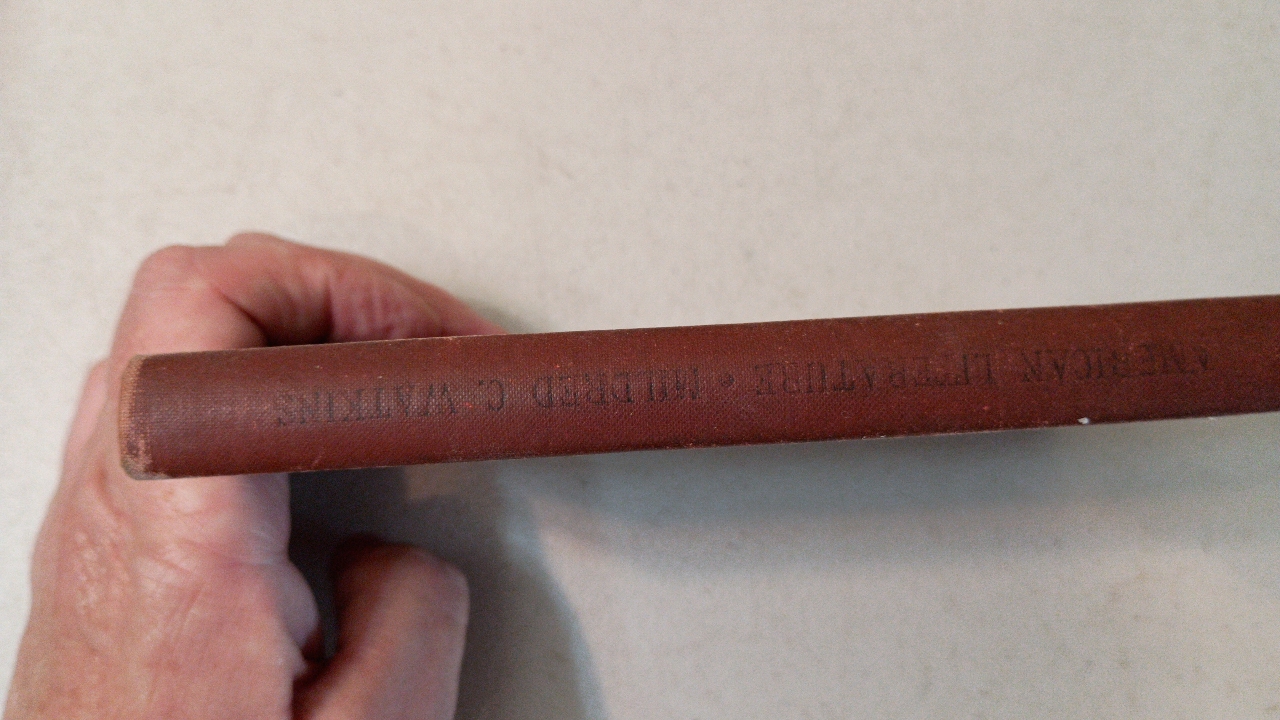 AMERICAN LITERATURE • MILDRED C. WATKINS